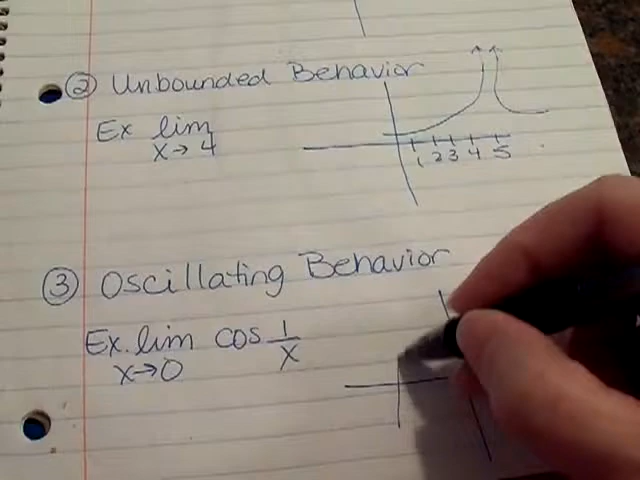 ② Unbounded Behavior
Ex lim
x→4
1 2 3 4 5
③ Oscillating Behavior
Ex. lim cos 1/x
x→0